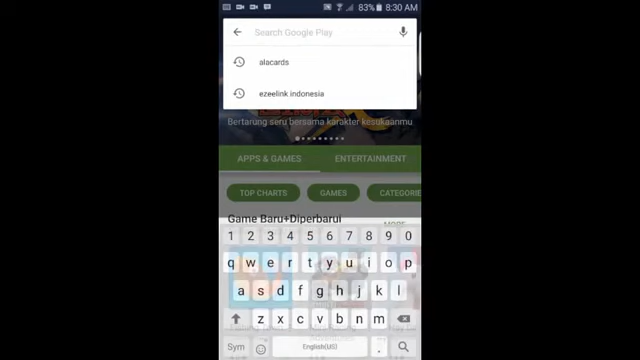 83% 8:30 AM
Search Google Play
alacards
ezeelink indonesia
Bertarung seru bersama karakter kesukaanmu
APPS & GAMES ENTERTAINMENT
TOP CHARTS GAMES CATEGORIE
Game Baru+Diperbarui MORE
1 2 3 4 5 6 7 8 9 0
q w e r t y u i o p
a s d f g h j k l
z x c v b n m
Sym English(US) .